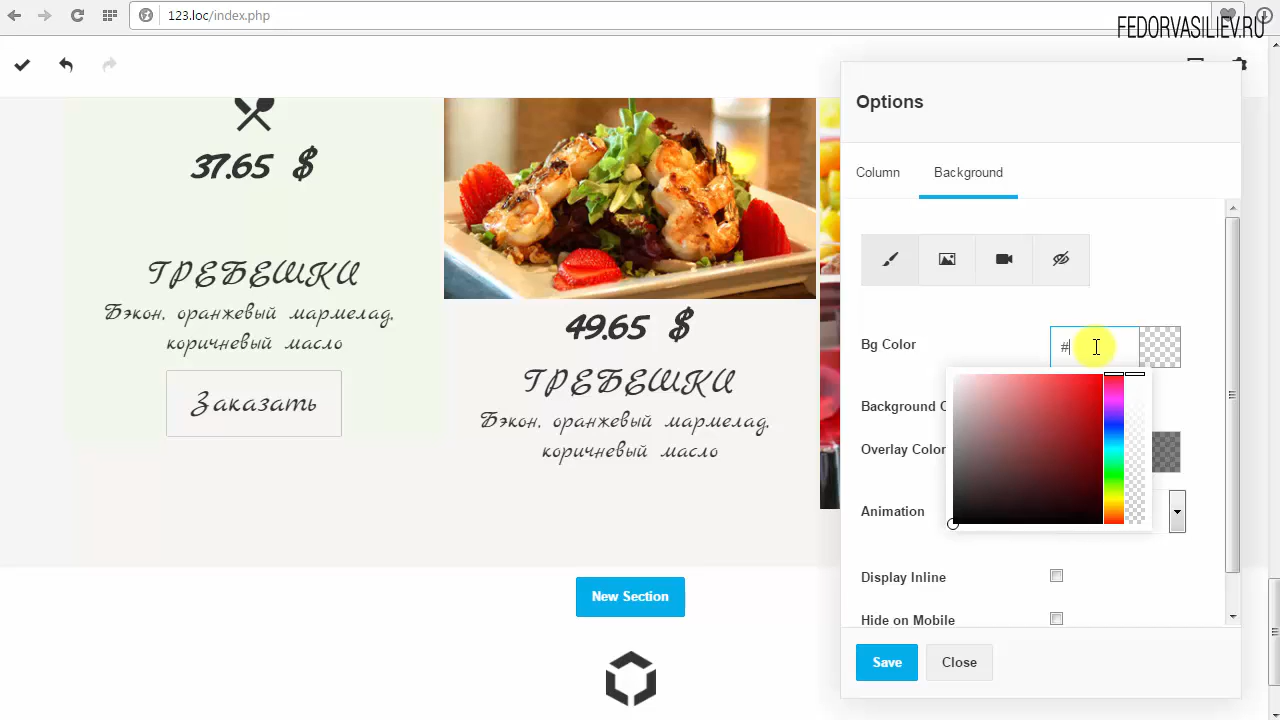 123.loc/index.php
FEDORVASILIEV.RU
37.65 $
ГРЕБЕШКИ
Бэкон, оранжевый мармелад,
коричневый масло
Заказать
49.65 $
ГРЕБЕШКИ
Бэкон, оранжевый мармелад,
коричневый масло
New Section
Options
Column Background
Bg Color #
Background C
Overlay Color
Animation
Display Inline
Hide on Mobile
Save Close